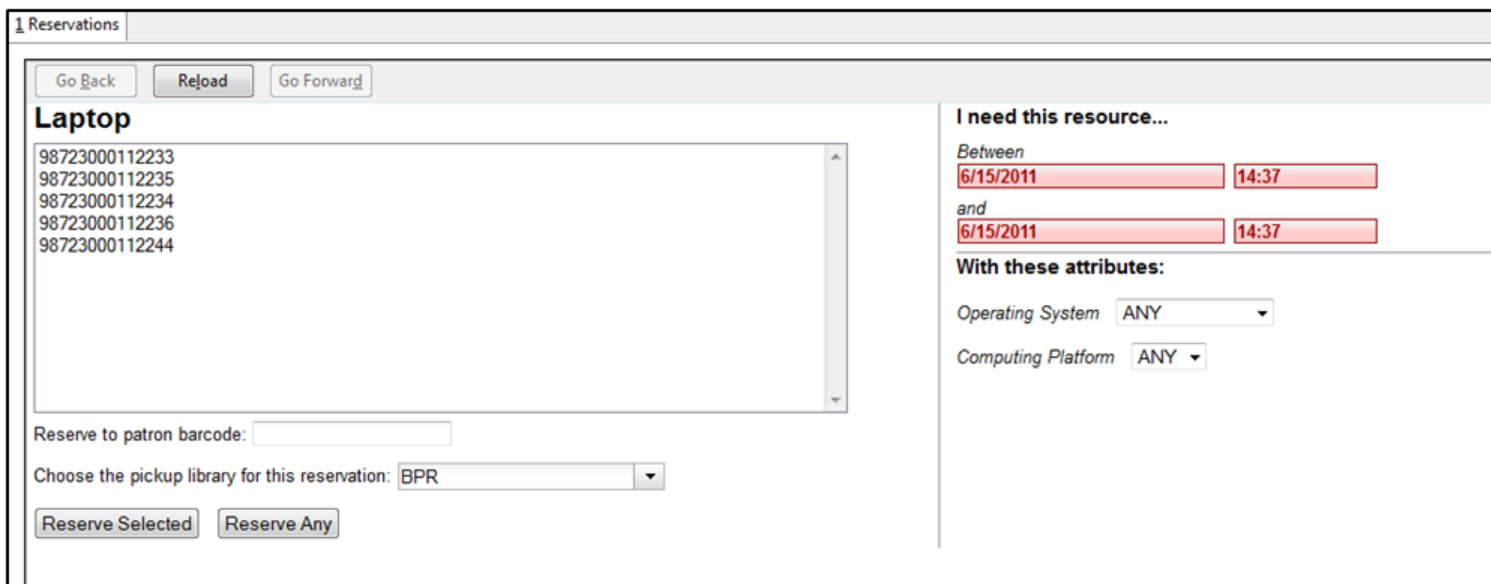 1 Reservations
Go Back Reload Go Forward
Laptop
98723000112233
98723000112235
98723000112234
98723000112236
98723000112244
Reserve to patron barcode:
Choose the pickup library for this reservation: BPR
Reserve Selected Reserve Any
I need this resource...
Between
6/15/2011 14:37
and
6/15/2011 14:37
With these attributes:
Operating System ANY
Computing Platform ANY